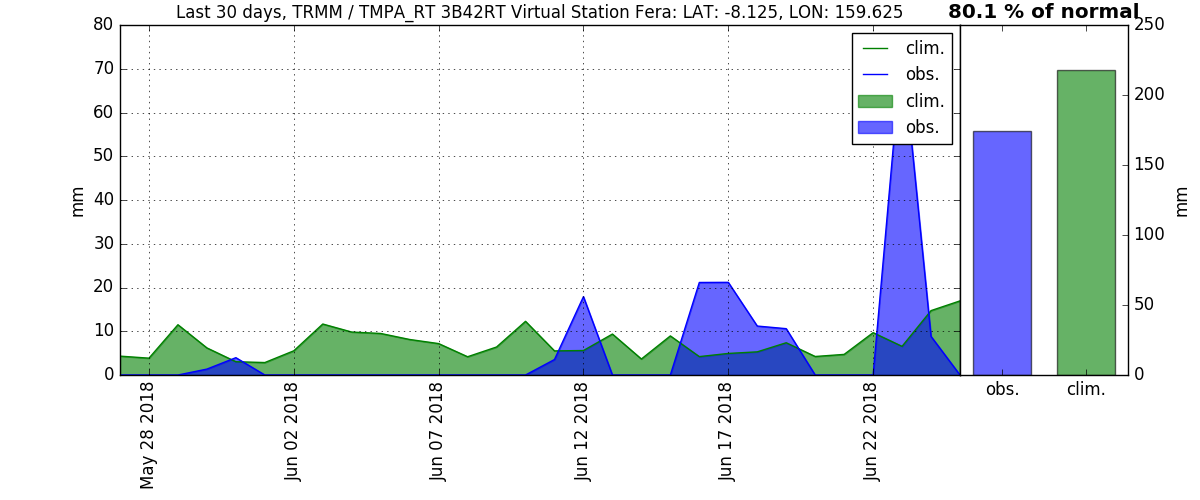 Last 30 days, TRMM / TMPA_RT 3B42RT Virtual Station Fera: LAT: -8.125, LON: 159.625
80.1 % of normal
clim.
obs.
clim.
obs.
80
70
60
50
40
30
20
10
0
mm
May 28 2018
Jun 02 2018
Jun 07 2018
Jun 12 2018
Jun 17 2018
Jun 22 2018
250
200
150
100
50
0
mm
obs.
clim.